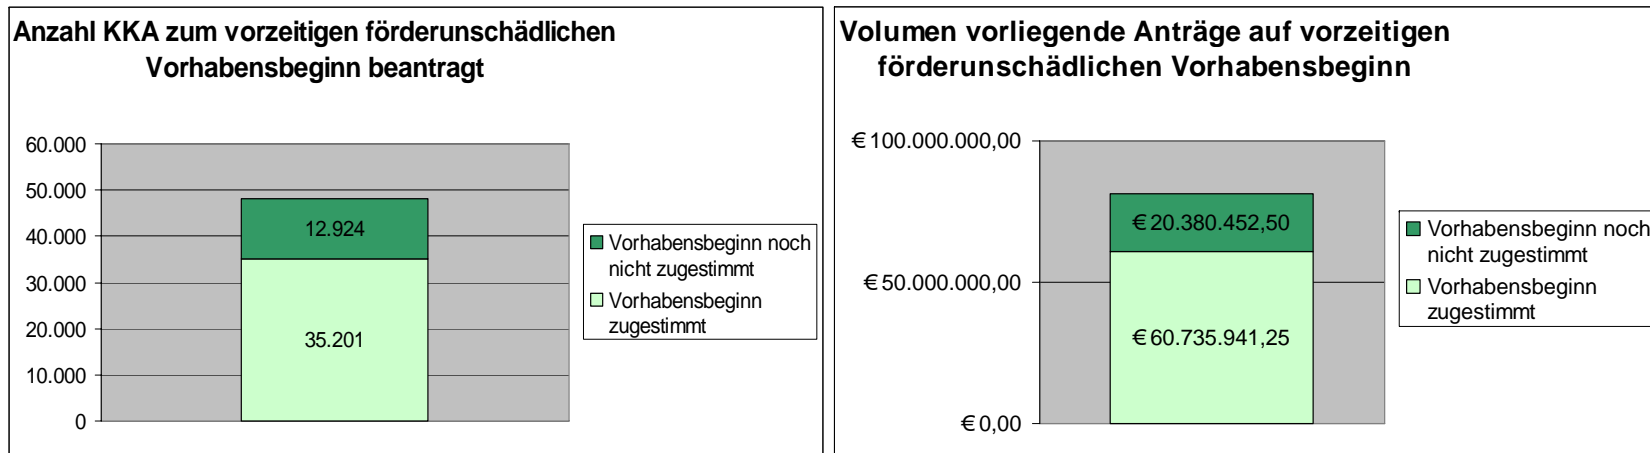 Anzahl KKA zum vorzeitigen förderunschädlichen
Vorhabensbeginn beantragt
60.000
50.000
40.000
30.000
20.000
10.000
0
12.924
35.201
Vorhabensbeginn noch
nicht zugestimmt
Vorhabensbeginn
zugestimmt
Volumen vorliegende Anträge auf vorzeitigen
förderunschädlichen Vorhabensbeginn
€ 100.000.000,00
€ 50.000.000,00
€ 0,00
€ 20.380.452,50
€ 60.735.941,25
Vorhabensbeginn noch
nicht zugestimmt
Vorhabensbeginn
zugestimmt